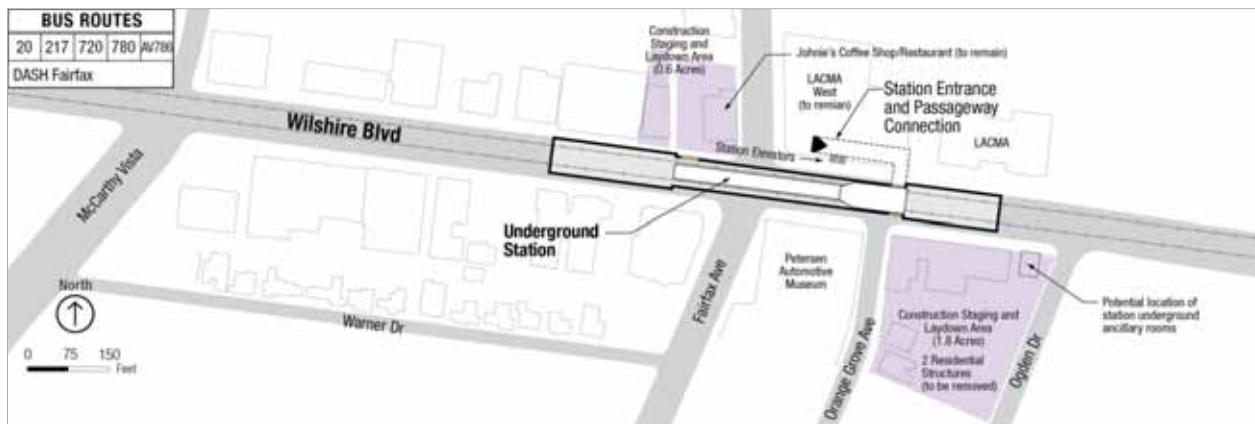 BUS ROUTES
20 217 720 780 AV786
DASH Fairfax
Construction
Staging and
Laydown Area
(0.6 Acres)
Johnie's Coffee Shop/Restaurant (to remain)
LACMA
West
(to remian)
Station Entrance
and Passageway
Connection
LACMA
Wilshire Blvd
Station Elevators
McCarthy Vista
Underground
Station
Fairfax Ave
Petersen
Automotive
Museum
Orange Grove Ave
Construction Staging and
Laydown Area
(1.8 Acres)
2 Residential
Structures
(to be removed)
Ogden Dr
Potential location of
station underground
ancillary rooms
Warner Dr
North
0 75 150
Feet